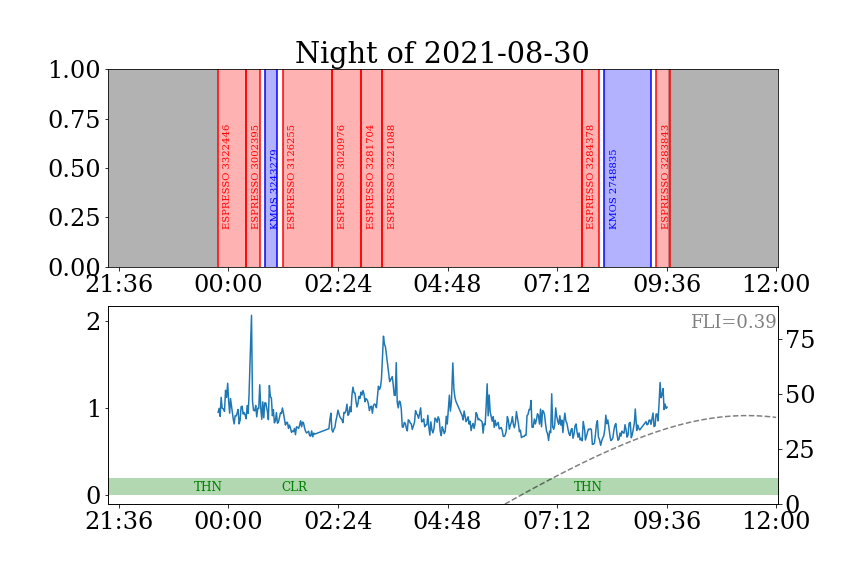 Night of 2021-08-30
1.00
0.75
0.50
0.25
0.00
ESPRESSO 3322446
ESPRESSO 3002395
KMOS 3243279
ESPRESSO 3126255
ESPRESSO 3020976
ESPRESSO 3281704
ESPRESSO 3221088
ESPRESSO 3284378
KMOS 2748835
ESPRESSO 3283843
21:36 00:00 02:24 04:48 07:12 09:36 12:00
FLI=0.39
2
1
0
75
50
25
0
THN CLR THN
21:36 00:00 02:24 04:48 07:12 09:36 12:00